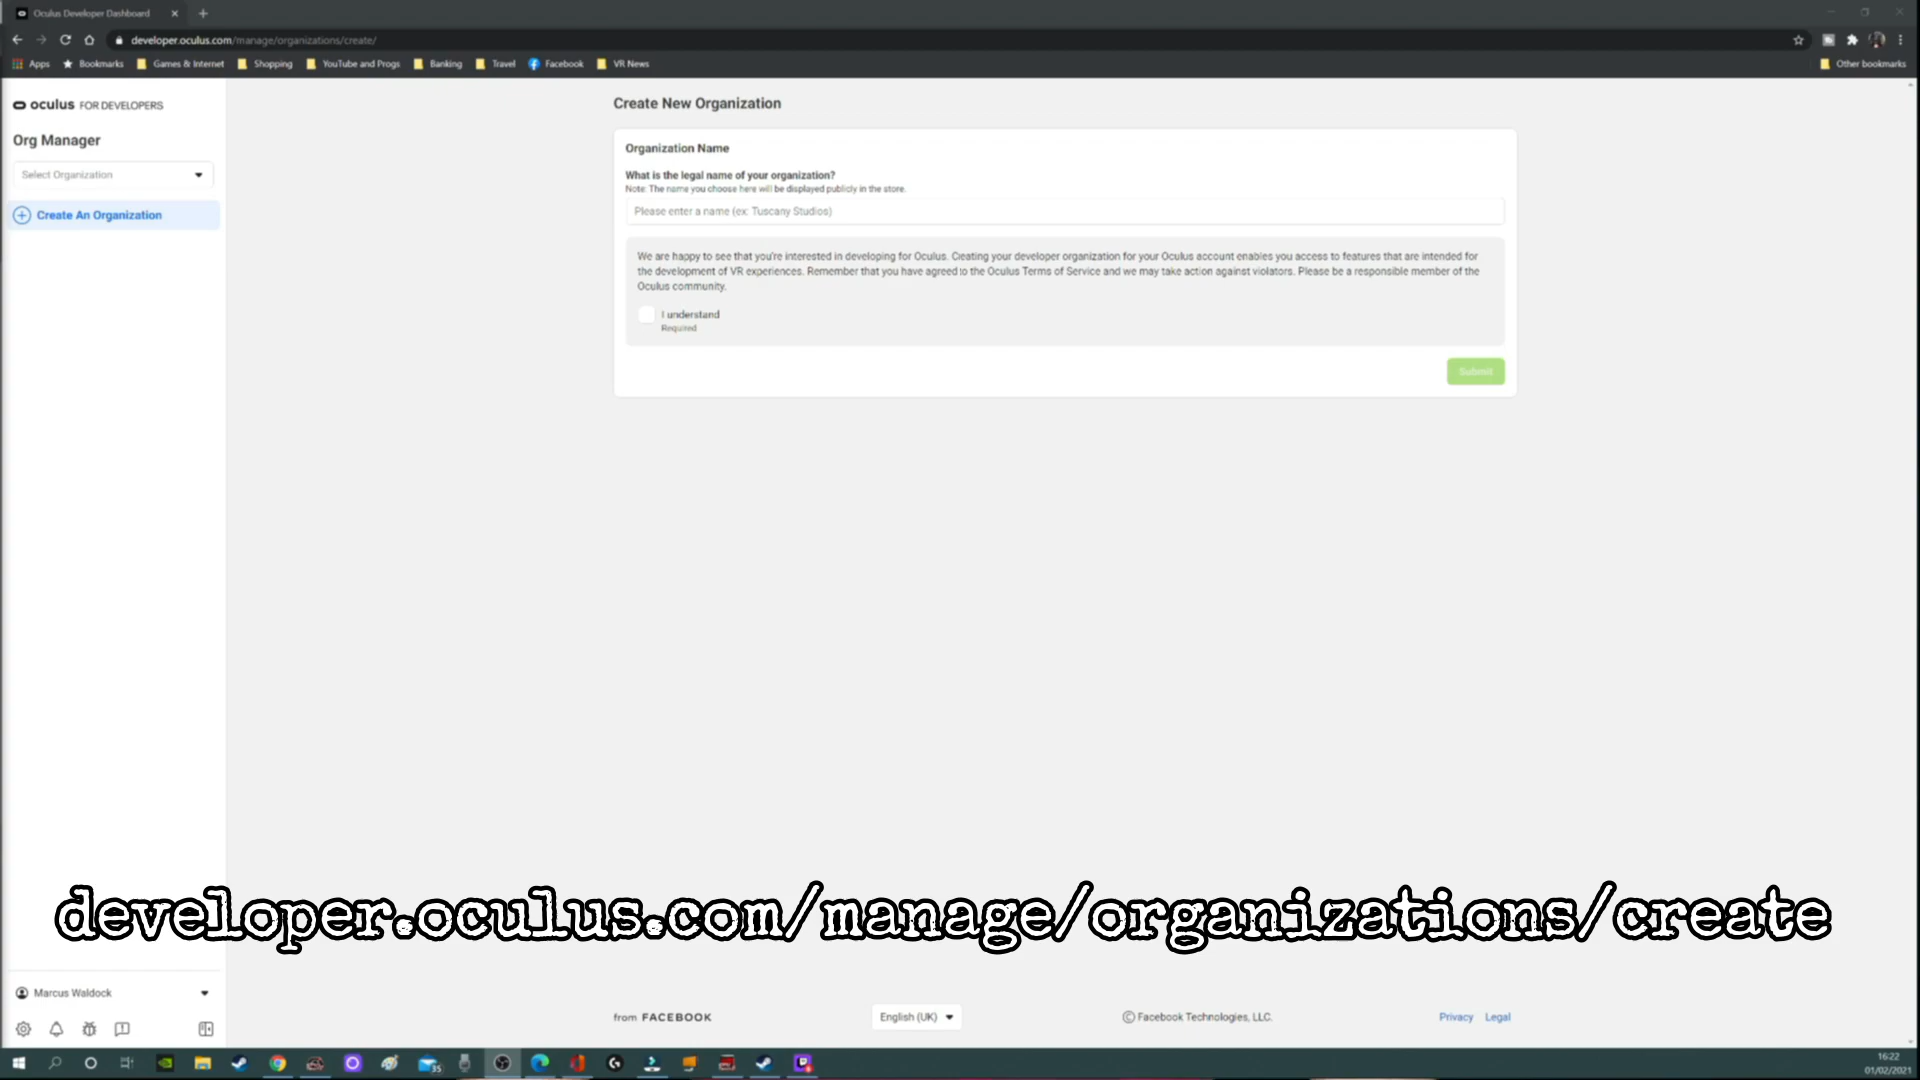 Oculus Developer Dashboard
developer.oculus.com/manage/organizations/create/
Apps Bookmarks Games & Internet Shopping YouTube and Progs Banking Travel Facebook VR News Other bookmarks
oculus FOR DEVELOPERS
Org Manager
Select Organization
Create An Organization
Create New Organization
Organization Name
What is the legal name of your organization?
Note: The name you choose here will be displayed publicly in the store.
Please enter a name (ex: Tuscany Studios)
We are happy to see that you're interested in developing for Oculus. Creating your developer organization for your Oculus account enables you access to features that are intended for
the development of VR experiences. Remember that you have agreed to the Oculus Terms of Service and we may take action against violators. Please be a responsible member of the
Oculus community.
I understand
Required
Submit
developer.oculus.com/manage/organizations/create
Marcus Waldock
from FACEBOOK English (UK) © Facebook Technologies, LLC. Privacy Legal
35
16:22
01/02/2021